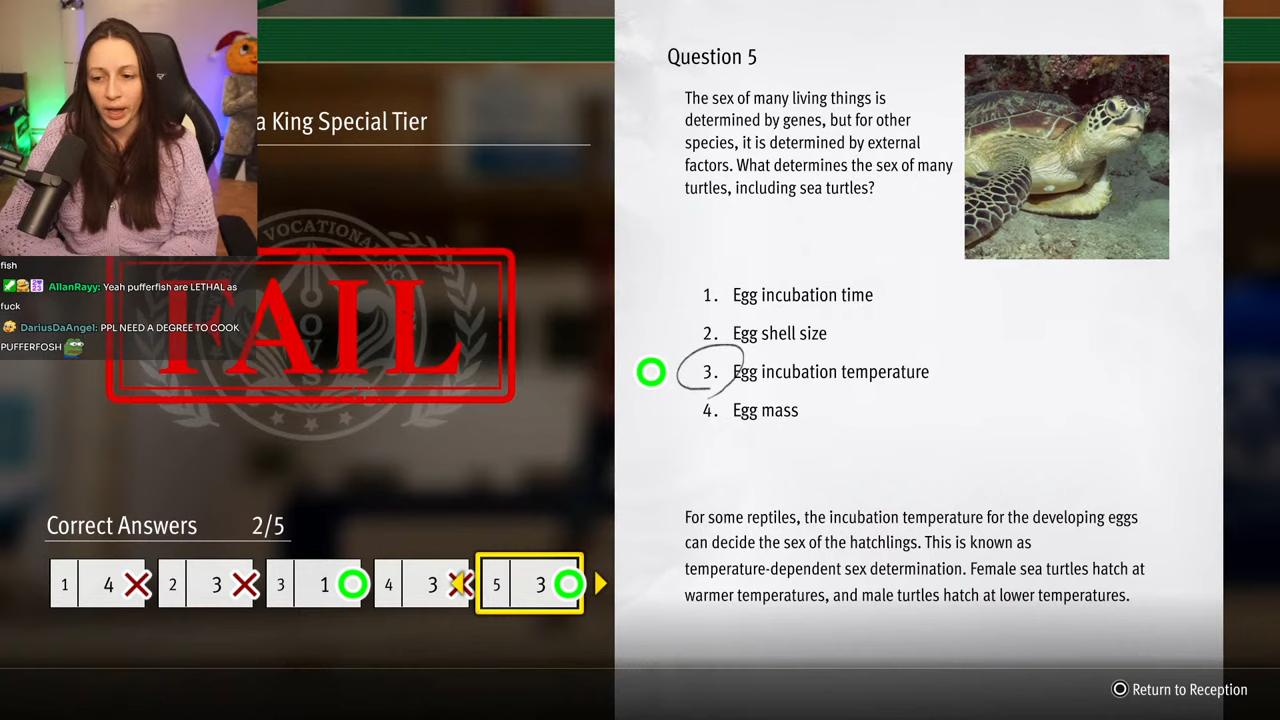 a King Special Tier
VOCATIONAL
FAIL
fish
AllanRayy: Yeah pufferfish are LETHAL as
fuck
DariusDaAngel: PPL NEED A DEGREE TO COOK
PUFFERFOSH
Correct Answers 2/5
1 4
2 3
3 1
4 3
5 3
Question 5
The sex of many living things is
determined by genes, but for other
species, it is determined by external
factors. What determines the sex of many
turtles, including sea turtles?
1. Egg incubation time
2. Egg shell size
3. Egg incubation temperature
4. Egg mass
For some reptiles, the incubation temperature for the developing eggs
can decide the sex of the hatchlings. This is known as
temperature-dependent sex determination. Female sea turtles hatch at
warmer temperatures, and male turtles hatch at lower temperatures.
Return to Reception